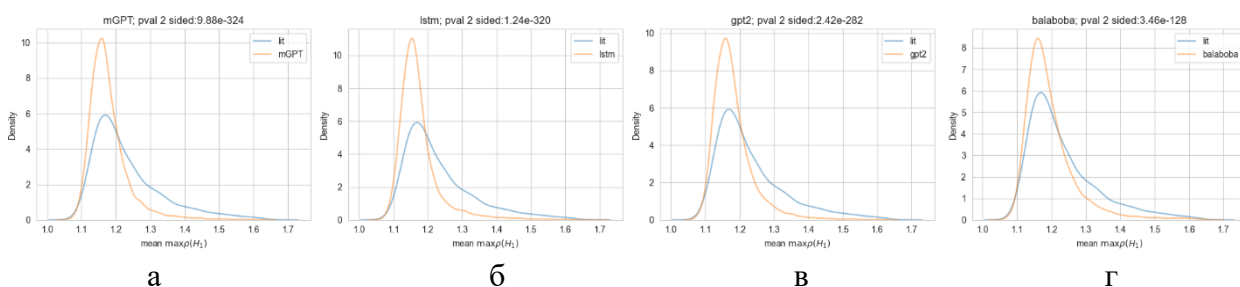 mGPT; pval 2 sided:9.88e-324
lit
mGPT
Density
10
8
6
4
2
0
1.0 1.1 1.2 1.3 1.4 1.5 1.6 1.7
mean maxρ(H₁)
а
lstm; pval 2 sided:1.24e-320
lit
lstm
Density
10
8
6
4
2
0
1.0 1.1 1.2 1.3 1.4 1.5 1.6 1.7
mean maxρ(H₁)
б
gpt2; pval 2 sided:2.42e-282
lit
gpt2
Density
10
8
6
4
2
0
1.0 1.1 1.2 1.3 1.4 1.5 1.6 1.7
mean maxρ(H₁)
в
balaboba; pval 2 sided:3.46e-128
lit
balaboba
Density
8
7
6
5
4
3
2
1
0
1.0 1.1 1.2 1.3 1.4 1.5 1.6 1.7
mean maxρ(H₁)
г